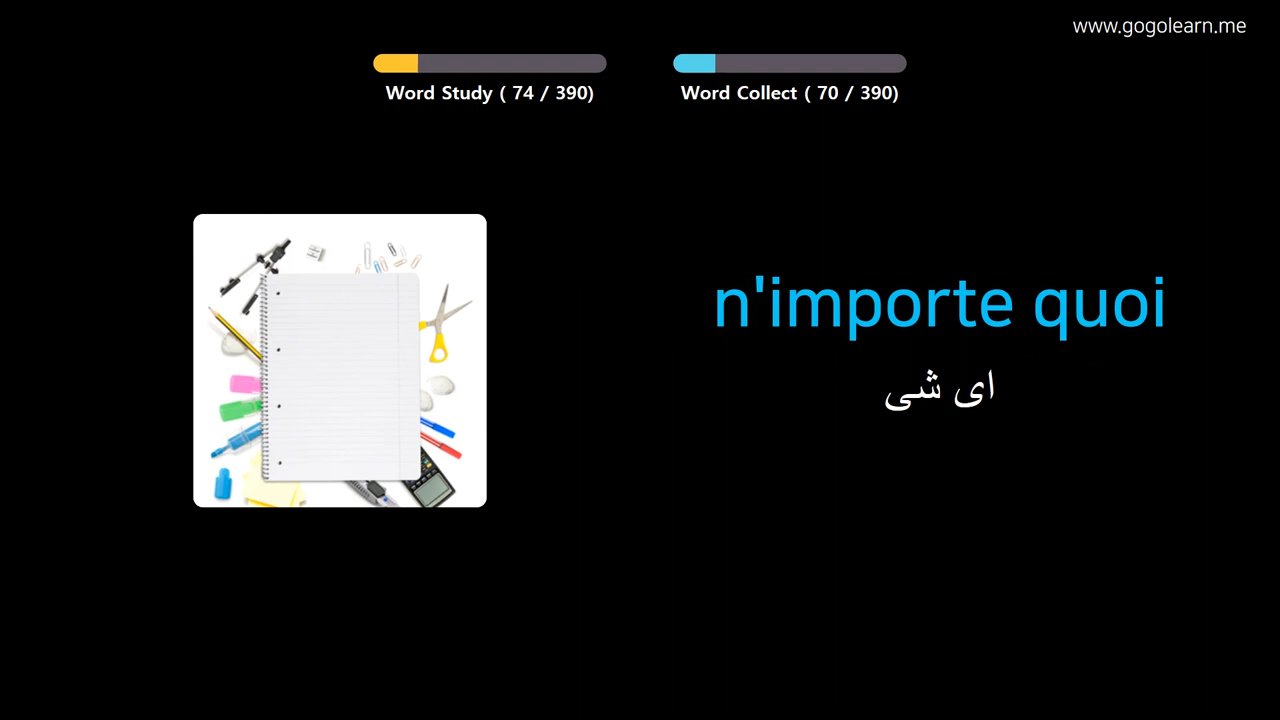 www.gogolearn.me
Word Study ( 74 / 390)
Word Collect ( 70 / 390)
n'importe quoi
ای شی